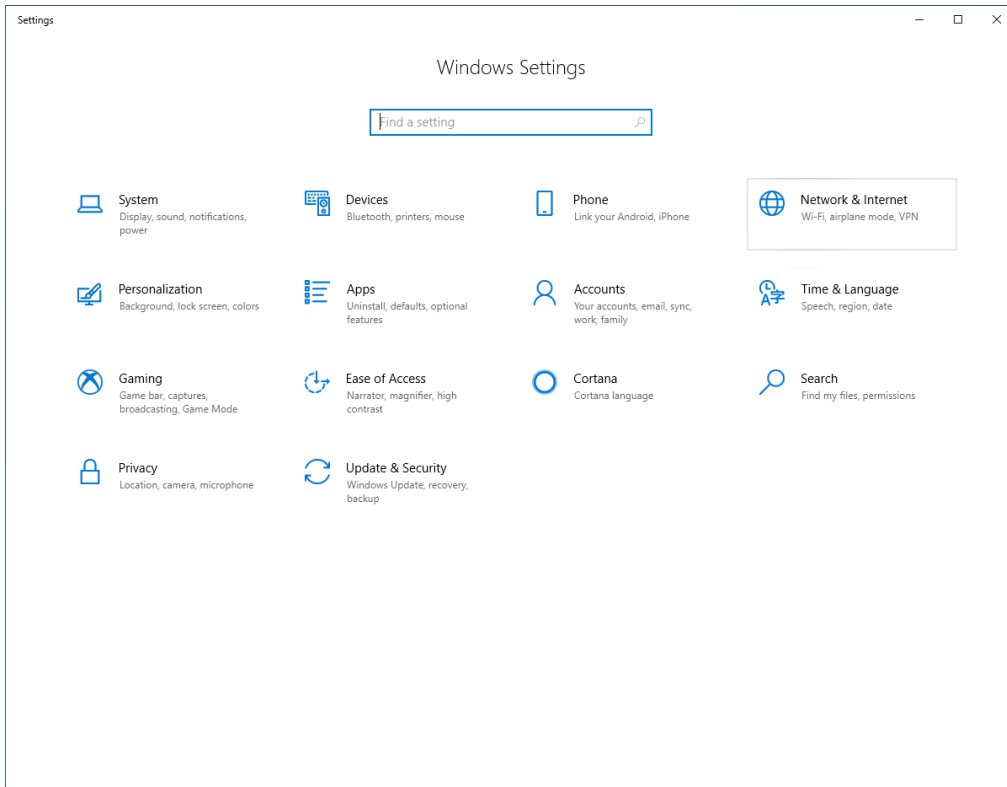 Settings
Windows Settings
Find a setting
System
Display, sound, notifications,
power
Devices
Bluetooth, printers, mouse
Phone
Link your Android, iPhone
Network & Internet
Wi-Fi, airplane mode, VPN
Personalization
Background, lock screen, colors
Apps
Uninstall, defaults, optional
features
Accounts
Your accounts, email, sync,
work, family
Time & Language
Speech, region, date
Gaming
Game bar, captures,
broadcasting, Game Mode
Ease of Access
Narrator, magnifier, high
contrast
Cortana
Cortana language
Search
Find my files, permissions
Privacy
Location, camera, microphone
Update & Security
Windows Update, recovery,
backup